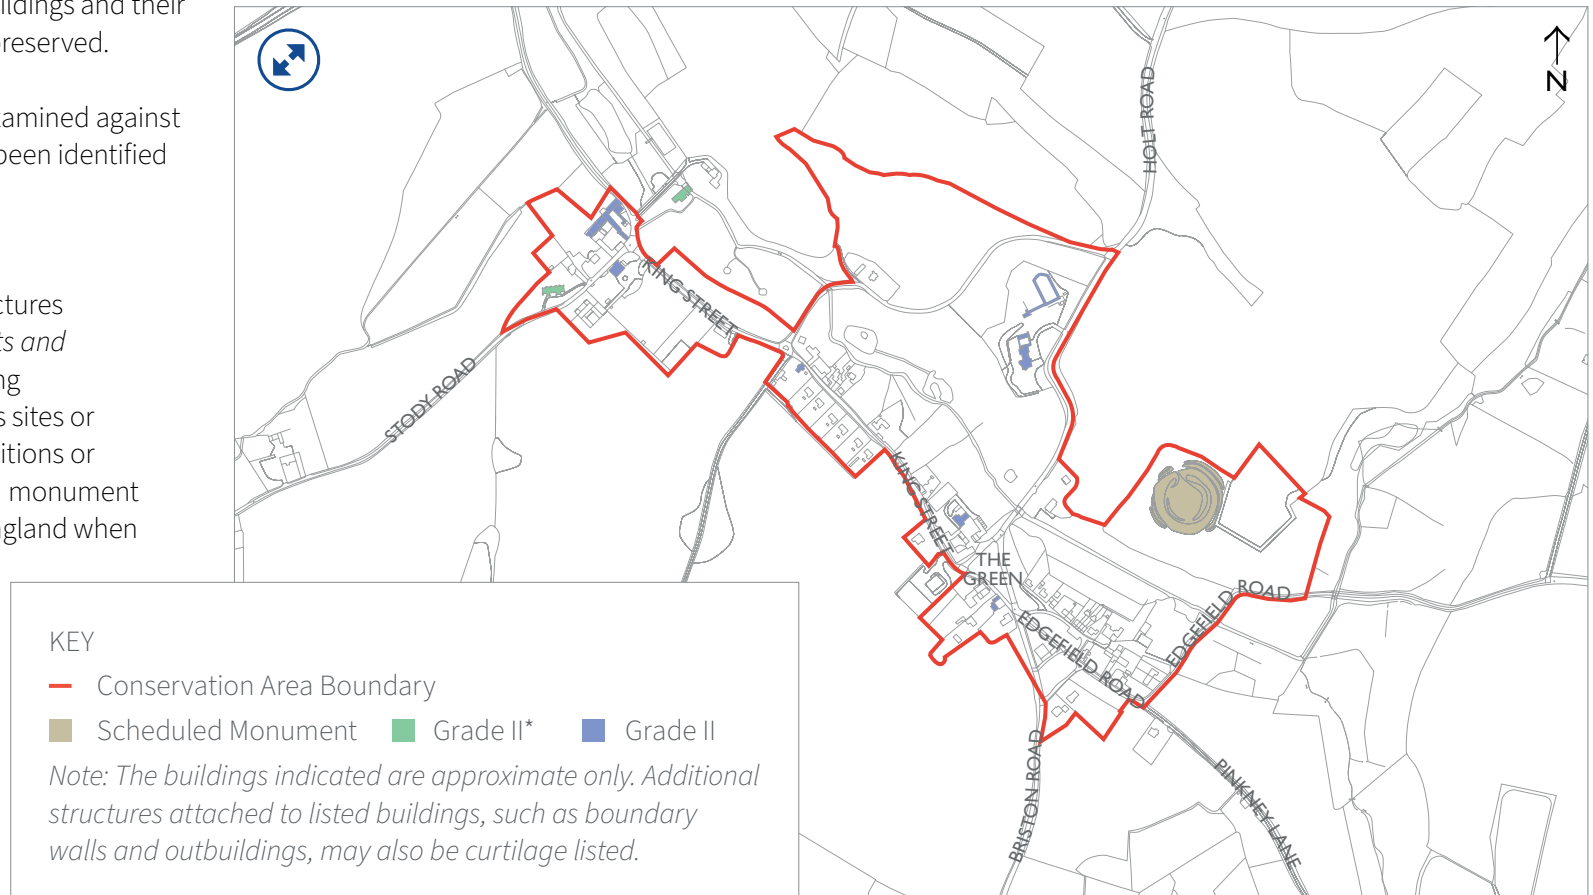 ildings and their
preserved.
amined against
been identified
ctures
ts and
ng
s sites or
itions or
monument
ngland when
N
HOLT ROAD
KING STREET
STODY ROAD
KING STREET
THE
GREEN
EDGEFIELD ROAD
EDGEFIELD ROAD
BRISTON ROAD
PINKNEY LANE
KEY
Conservation Area Boundary
Scheduled Monument Grade II* Grade II
Note: The buildings indicated are approximate only. Additional
structures attached to listed buildings, such as boundary
walls and outbuildings, may also be curtilage listed.